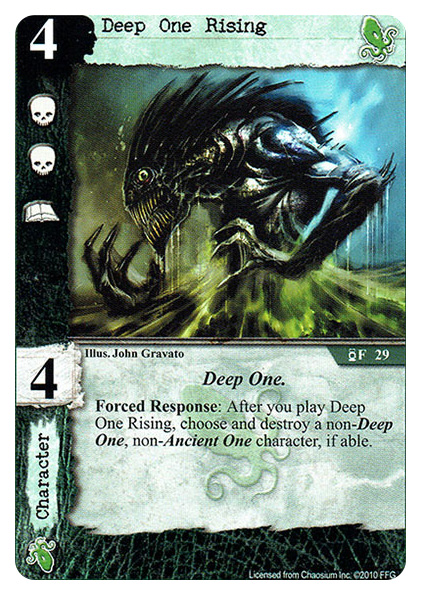 4
Deep One Rising
Illus. John Gravato
F 29
4
Deep One.
Forced Response: After you play Deep
One Rising, choose and destroy a non-Deep
One, non-Ancient One character, if able.
Character
Licensed from Chaosium Inc. ©2010 FFG